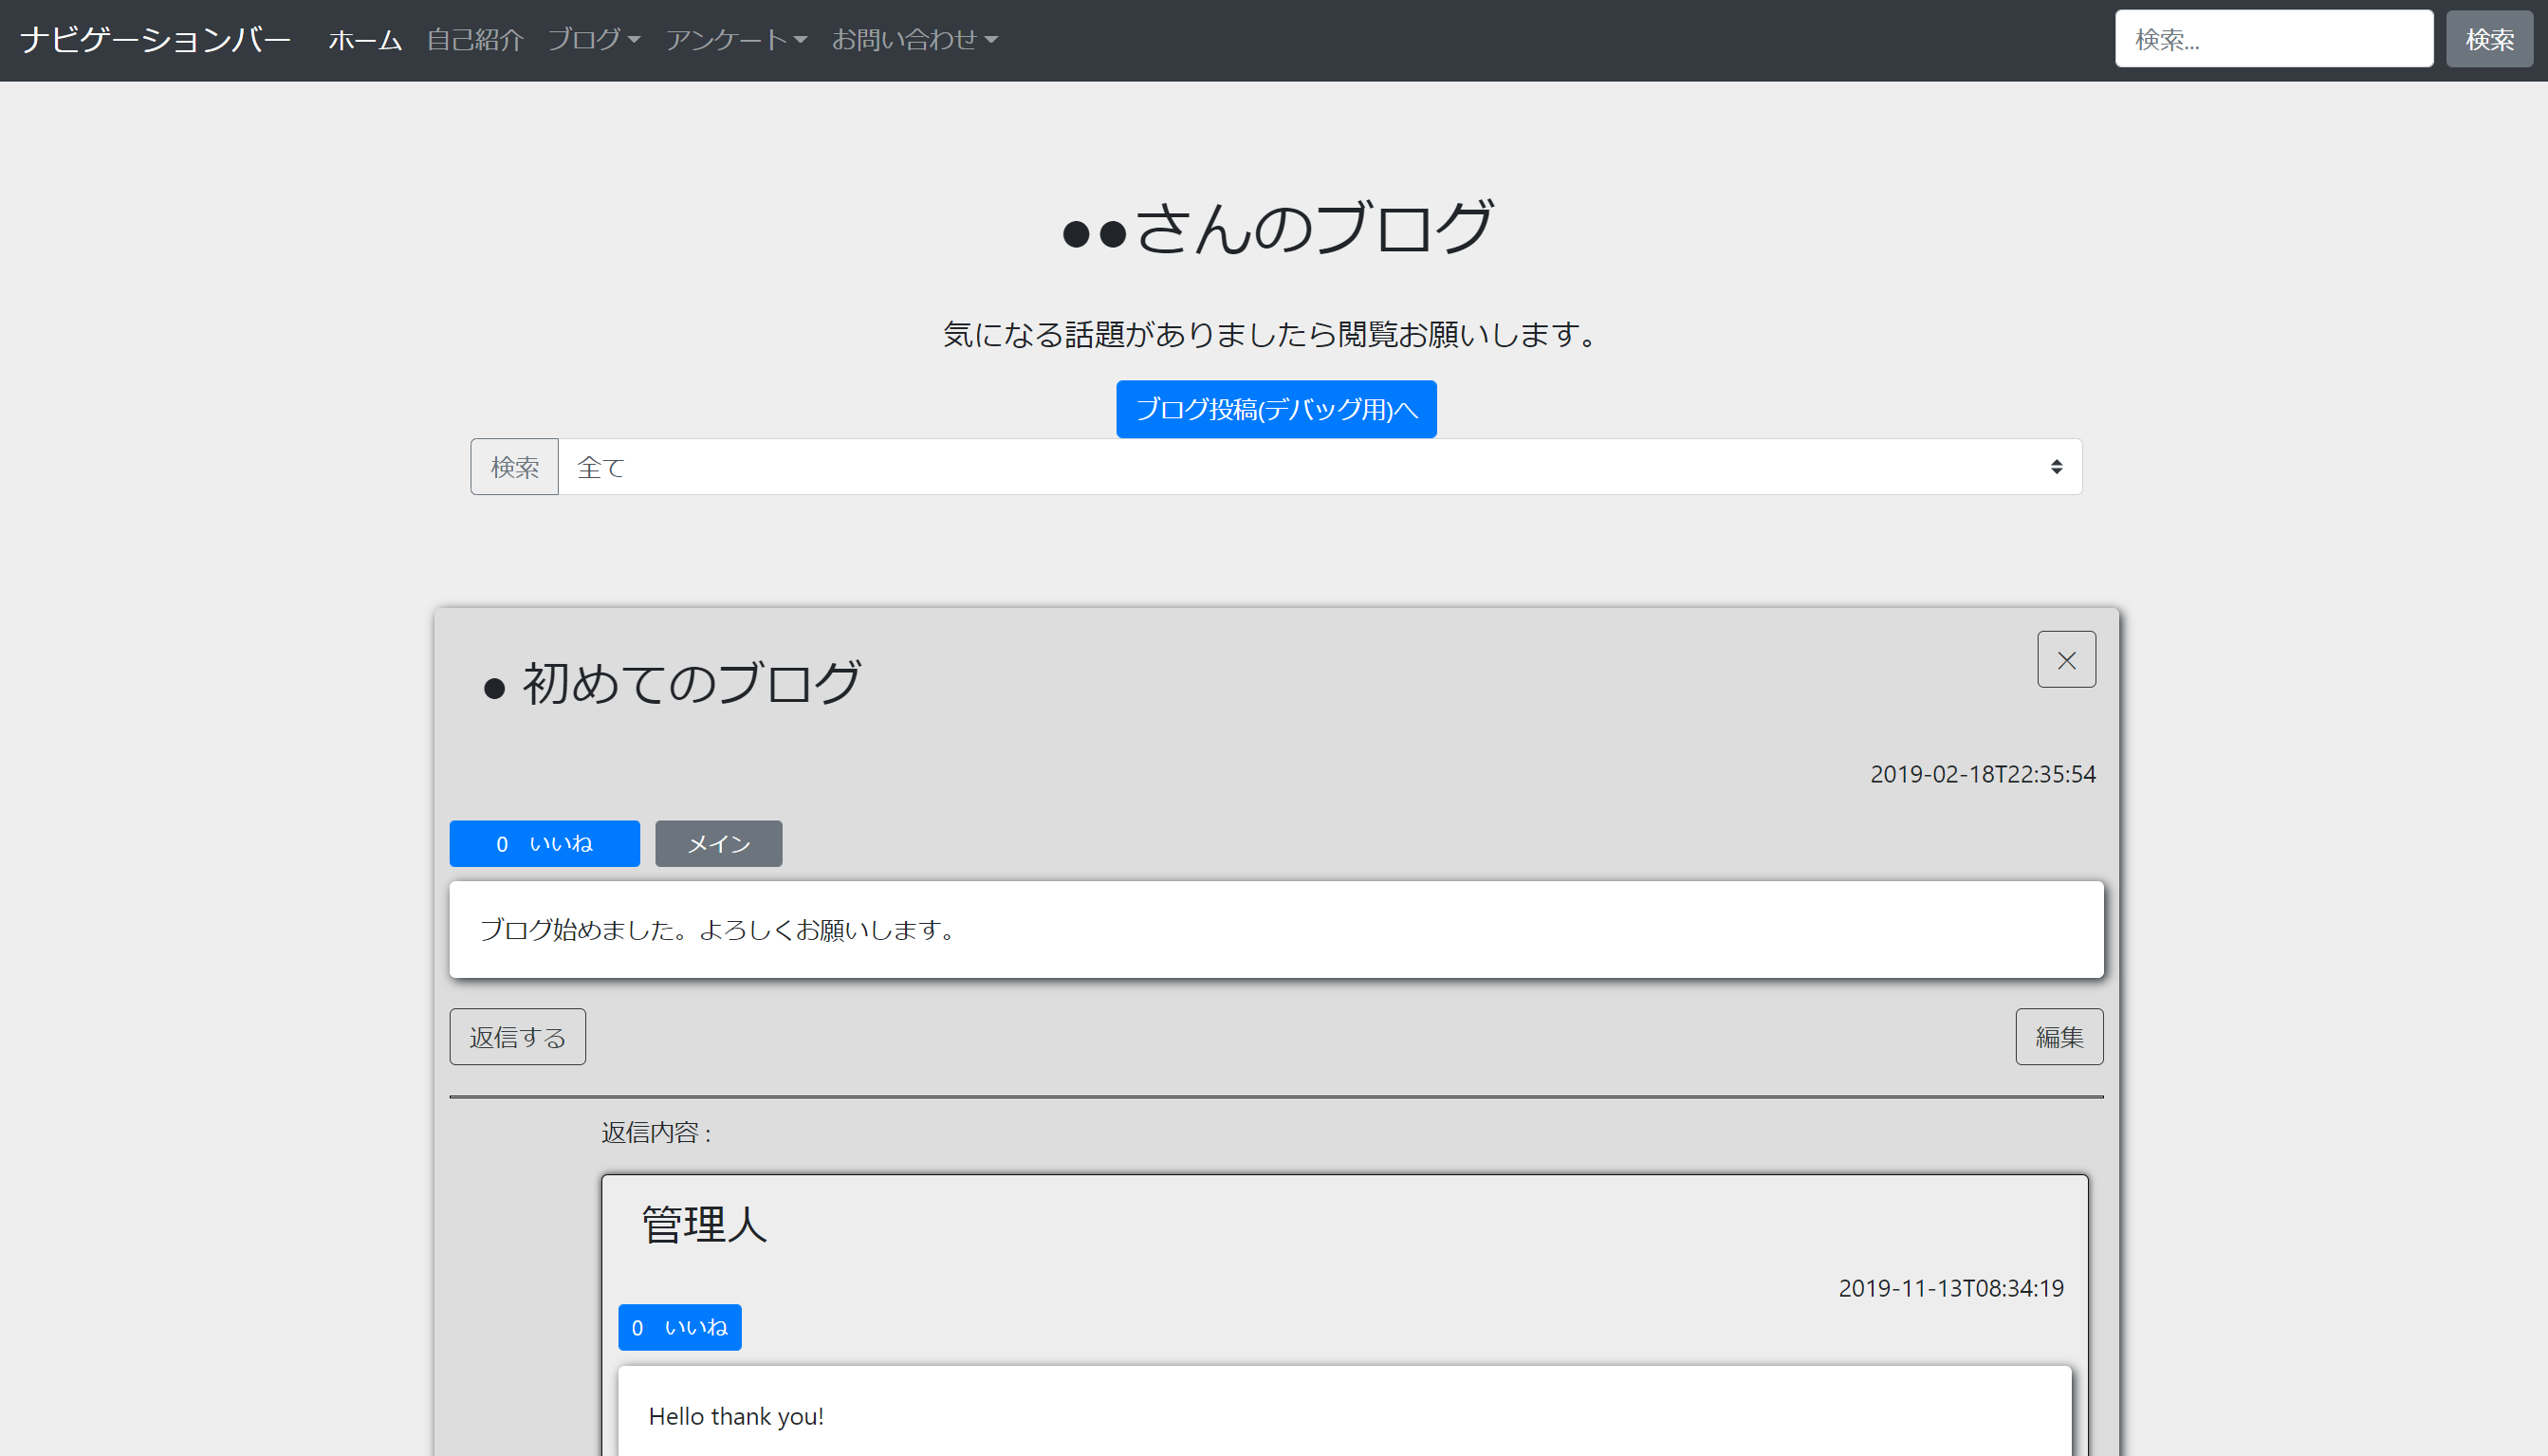 ナビゲーションバー ホーム 自己紹介 ブログ アンケート お問い合わせ 検索... 検索
●●さんのブログ
気になる話題がありましたら閲覧お願いします。
ブログ投稿(デバッグ用)へ
検索 全て
● 初めてのブログ
2019-02-18T22:35:54
0 いいね メイン
ブログ始めました。よろしくお願いします。
返信する 編集
返信内容 :
管理人
2019-11-13T08:34:19
0 いいね
Hello thank you!